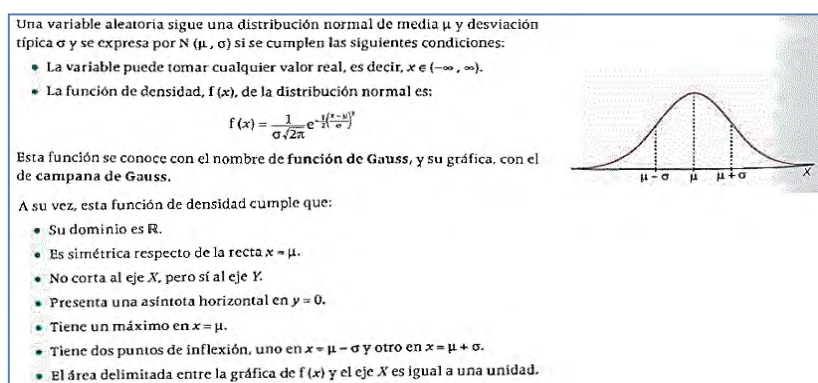 Una variable aleatoria sigue una distribución normal de media μ y desviación
típica σ y se expresa por N (μ , σ) si se cumplen las siguientes condiciones:
• La variable puede tomar cualquier valor real, es decir, x ϵ (−∞ , ∞).
• La función de densidad, f (x), de la distribución normal es:
f (x) = 1/(σ√2π) e^(−1/2((x−μ)/σ)²)
Esta función se conoce con el nombre de función de Gauss, y su gráfica, con el
de campana de Gauss.
A su vez, esta función de densidad cumple que:
• Su dominio es ℝ.
• Es simétrica respecto de la recta x = μ.
• No corta al eje X, pero sí al eje Y.
• Presenta una asíntota horizontal en y = 0.
• Tiene un máximo en x = μ.
• Tiene dos puntos de inflexión, uno en x = μ − σ y otro en x = μ + σ.
• El área delimitada entre la gráfica de f (x) y el eje X es igual a una unidad.
μ − σ μ μ + σ X